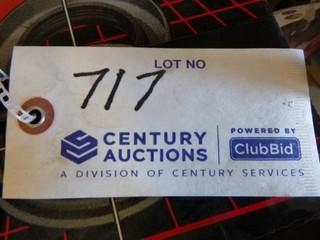 LOT NO
717
CENTURY AUCTIONS
POWERED BY
ClubBid
A DIVISION OF CENTURY SERVICES